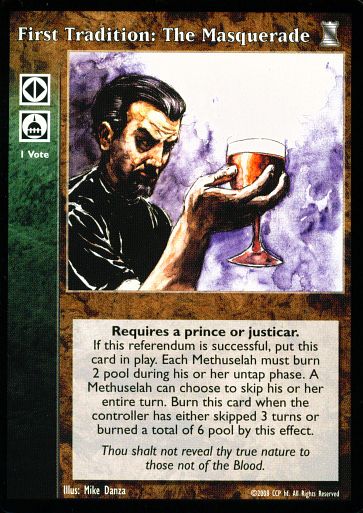 First Tradition: The Masquerade
1 Vote
Requires a prince or justicar.
If this referendum is successful, put this
card in play. Each Methuselah must burn
2 pool during his or her untap phase. A
Methuselah can choose to skip his or her
entire turn. Burn this card when the
controller has either skipped 3 turns or
burned a total of 6 pool by this effect.
Thou shalt not reveal thy true nature to
those not of the Blood.
Illus: Mike Danza
©2008 CCP hf. All Rights Reserved